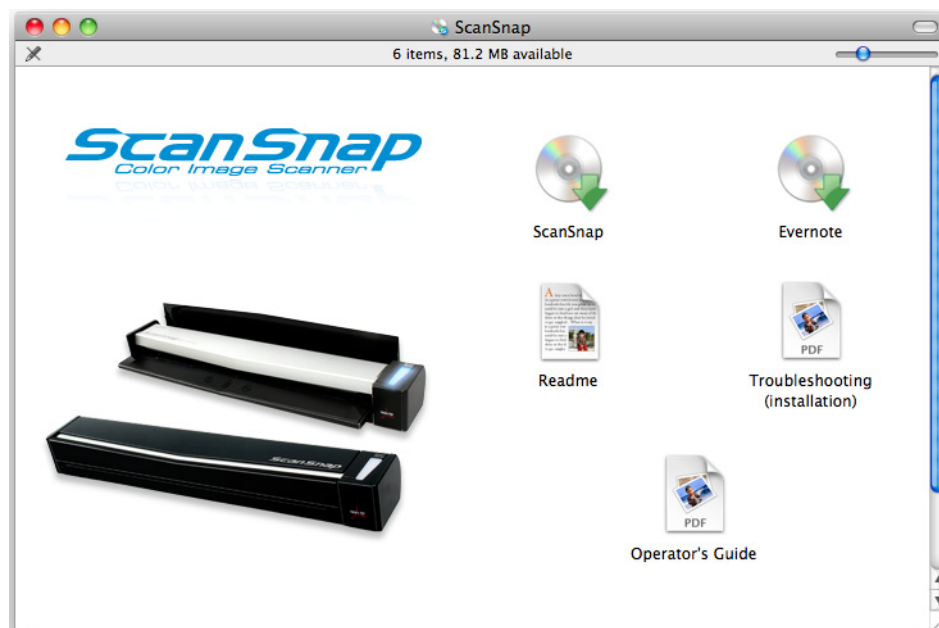 ScanSnap
6 items, 81.2 MB available
ScanSnap
Color Image Scanner
ScanSnap
Evernote
Readme
PDF
Troubleshooting
(installation)
ScanSnap
PDF
Operator's Guide